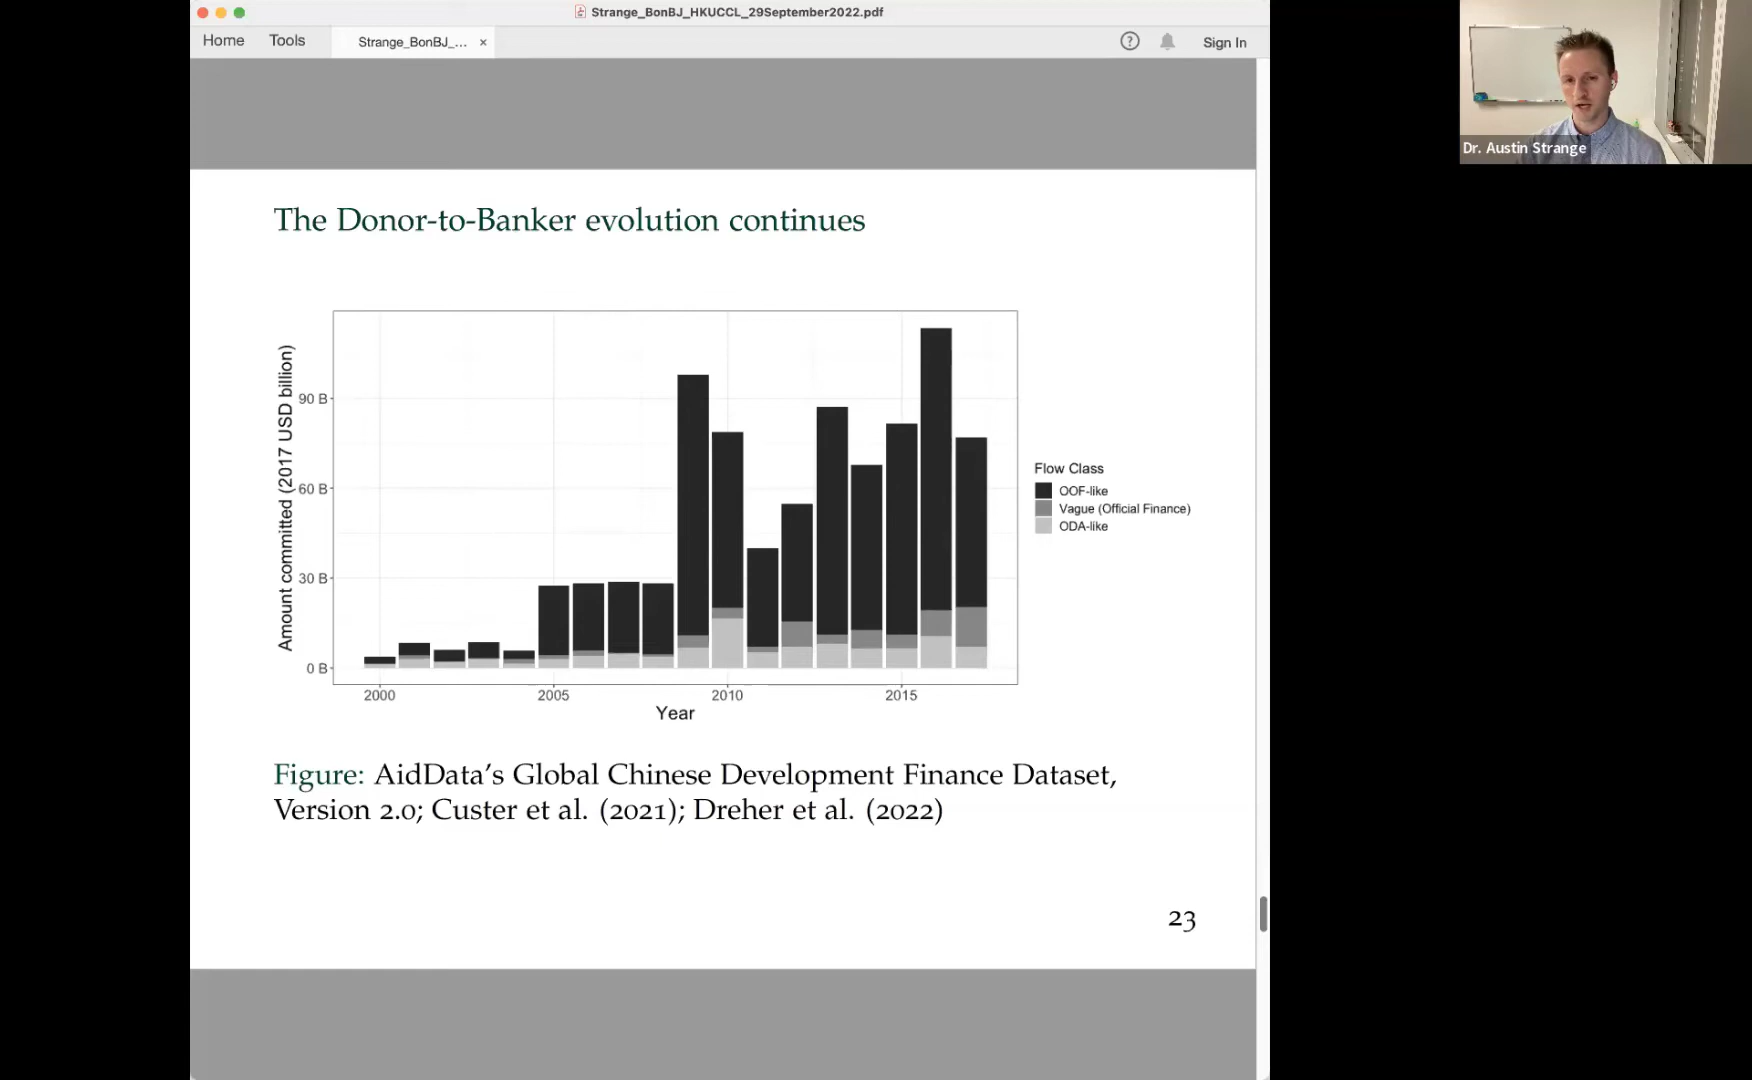 Strange_BonBJ_HKUCCL_29September2022.pdf
Home Tools Strange_BonBJ_... × ? Sign In
Dr. Austin Strange
The Donor-to-Banker evolution continues
Amount committed (2017 USD billion)
90 B
60 B
30 B
0 B
2000 2005 2010 2015
Year
Flow Class
OOF-like
Vague (Official Finance)
ODA-like
Figure: AidData's Global Chinese Development Finance Dataset,
Version 2.0; Custer et al. (2021); Dreher et al. (2022)
23